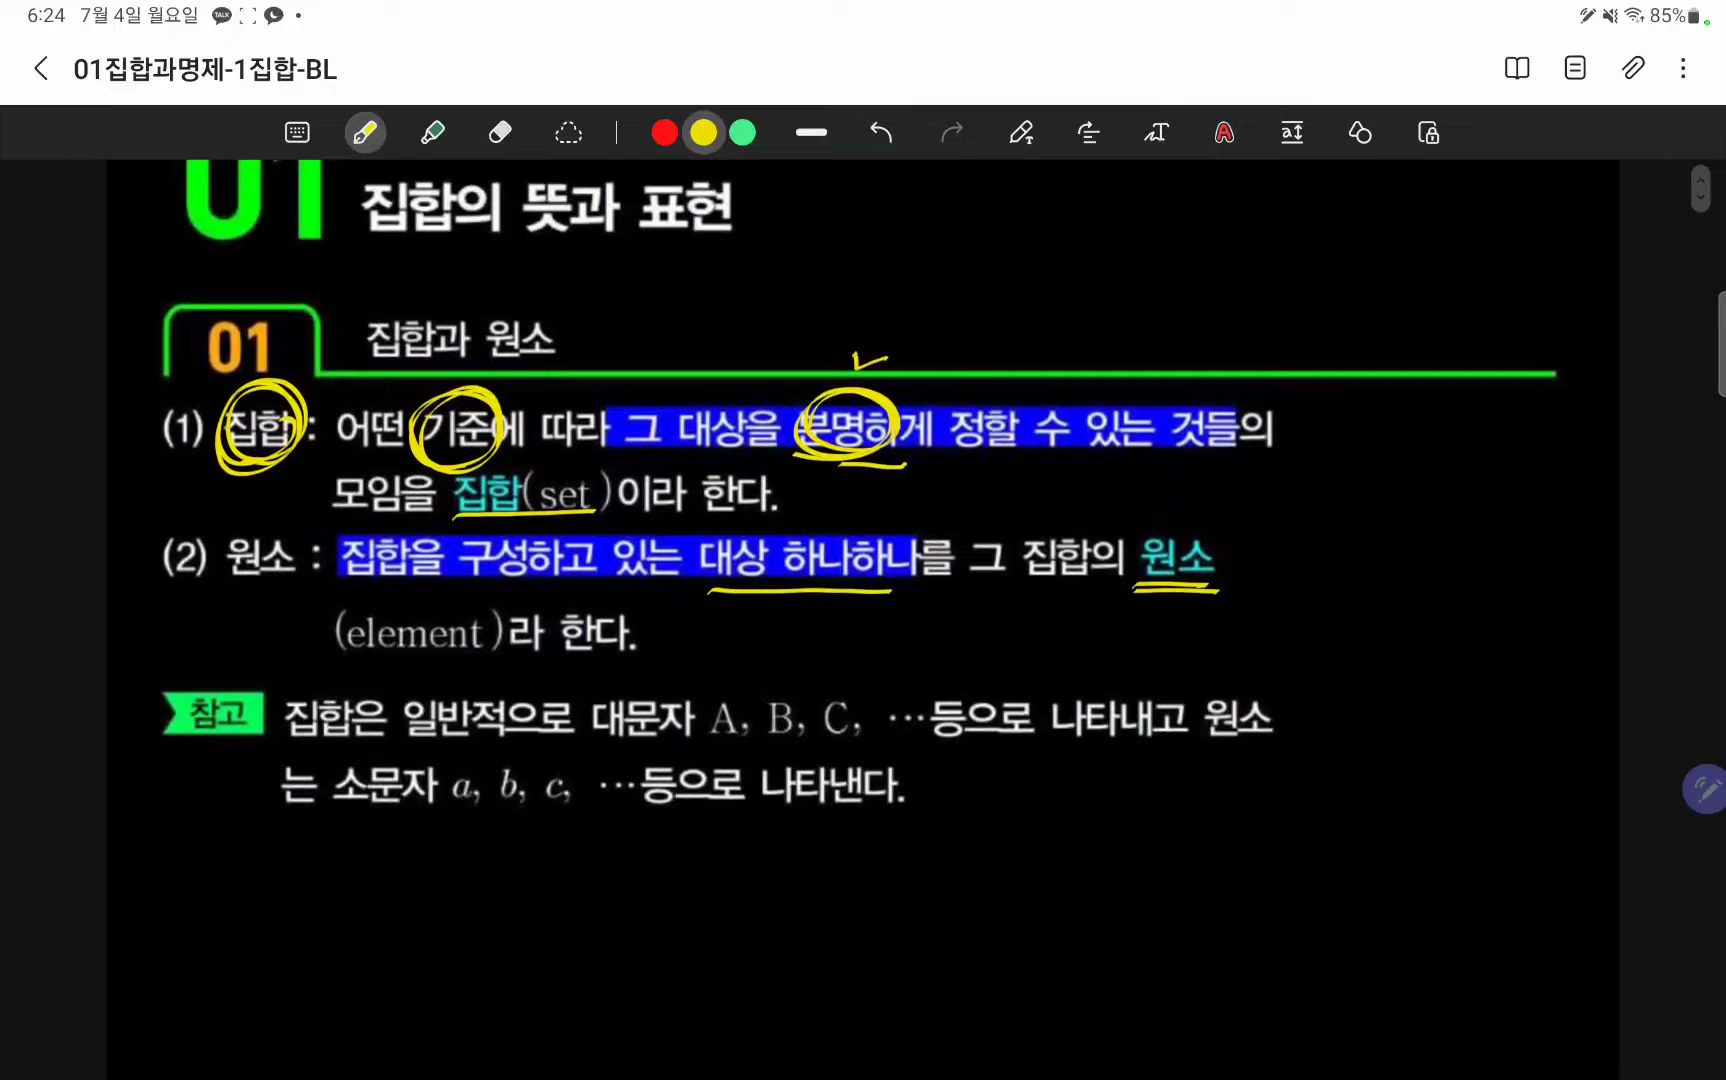 6:24 7월 4일 월요일 TALK 85%
01집합과명제-1집합-BL
01 집합의 뜻과 표현
01 집합과 원소
(1) 집합 : 어떤 기준에 따라 그 대상을 분명하게 정할 수 있는 것들의
모임을 집합(set)이라 한다.
(2) 원소 : 집합을 구성하고 있는 대상 하나하나를 그 집합의 원소
(element)라 한다.
참고 집합은 일반적으로 대문자 A, B, C, ⋯등으로 나타내고 원소
는 소문자 a, b, c, ⋯등으로 나타낸다.